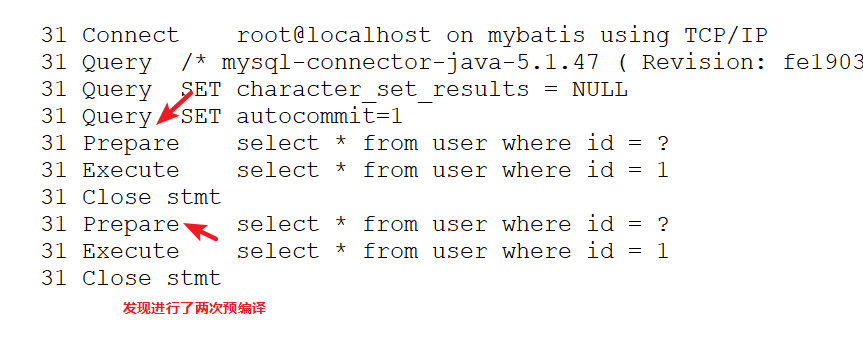 31 Connect root@localhost on mybatis using TCP/IP
31 Query /* mysql-connector-java-5.1.47 ( Revision: fe1903
31 Query SET character_set_results = NULL
31 Query SET autocommit=1
31 Prepare select * from user where id = ?
31 Execute select * from user where id = 1
31 Close stmt
31 Prepare select * from user where id = ?
31 Execute select * from user where id = 1
31 Close stmt
发现进行了两次预编译